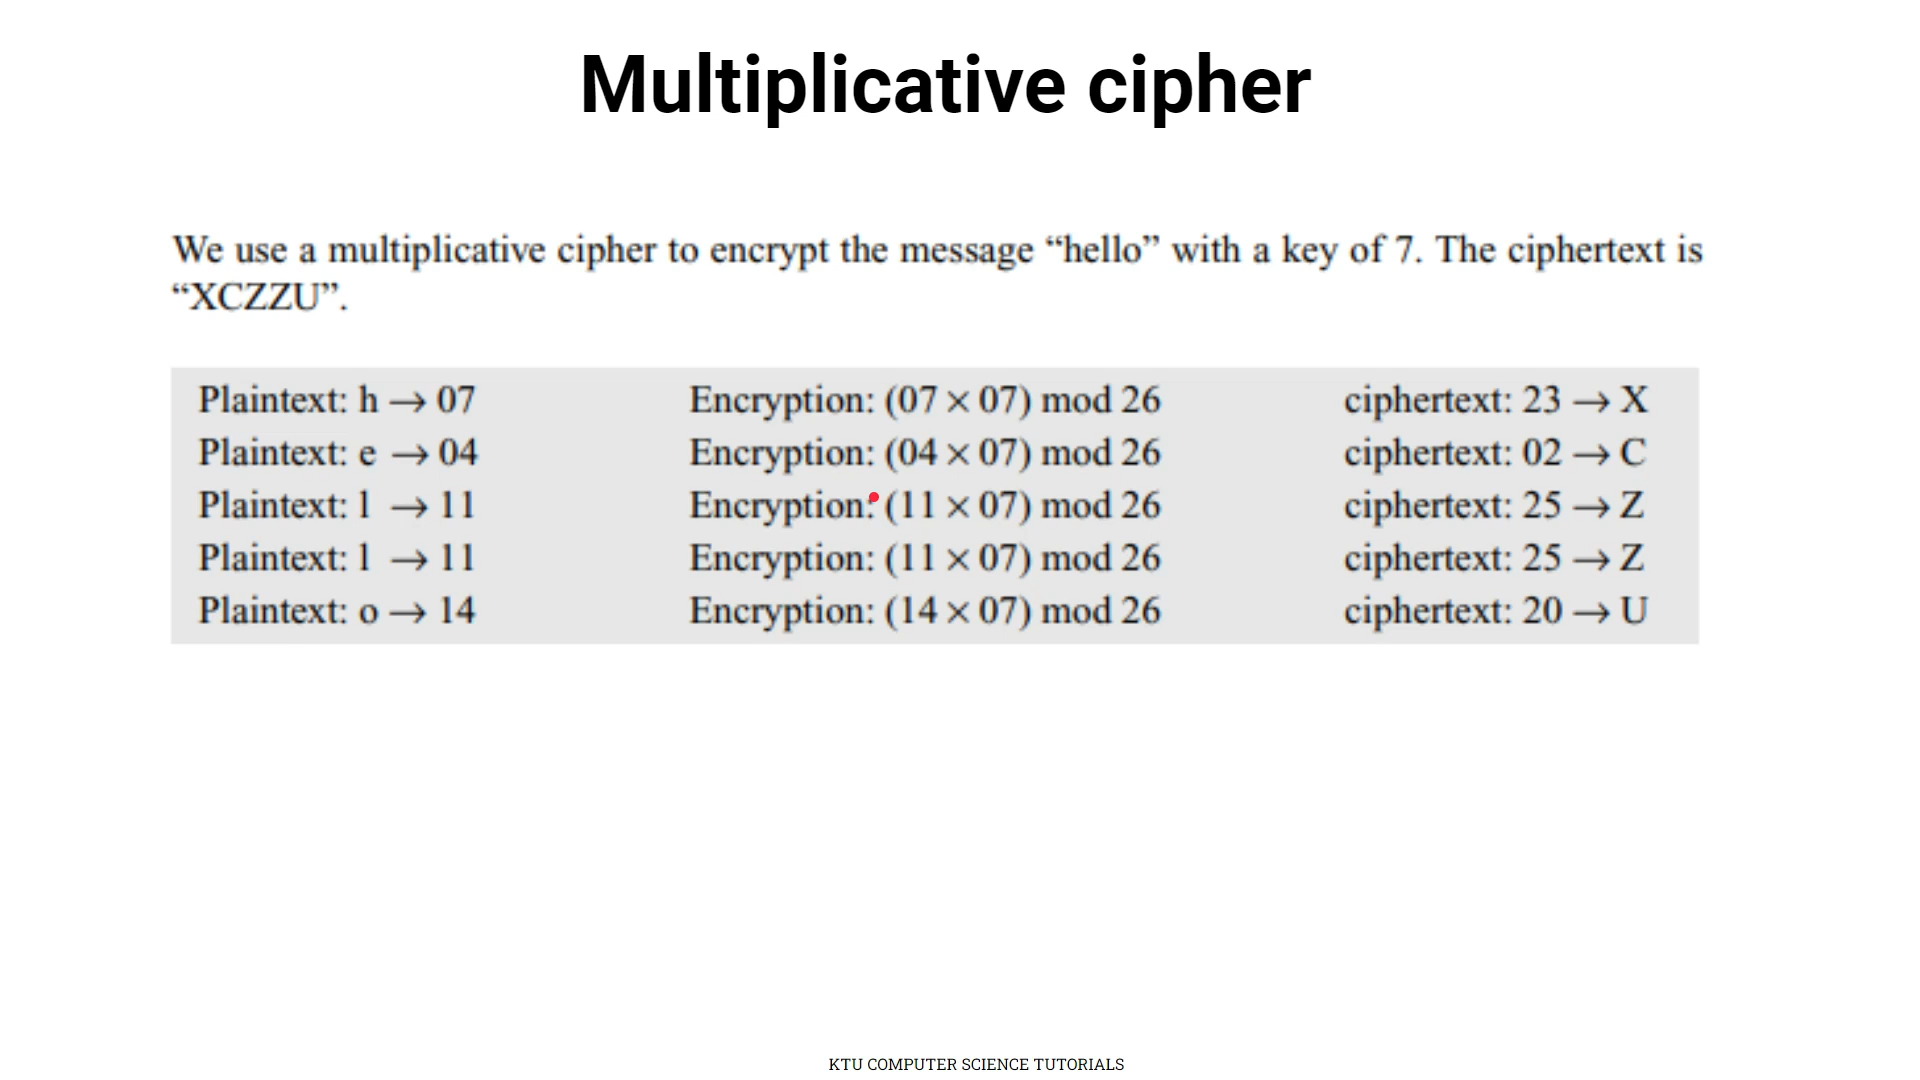 Multiplicative cipher
We use a multiplicative cipher to encrypt the message “hello” with a key of 7. The ciphertext is
“XCZZU”.
Plaintext: h → 07 Encryption: (07 × 07) mod 26 ciphertext: 23 → X
Plaintext: e → 04 Encryption: (04 × 07) mod 26 ciphertext: 02 → C
Plaintext: l → 11 Encryption: (11 × 07) mod 26 ciphertext: 25 → Z
Plaintext: l → 11 Encryption: (11 × 07) mod 26 ciphertext: 25 → Z
Plaintext: o → 14 Encryption: (14 × 07) mod 26 ciphertext: 20 → U
KTU COMPUTER SCIENCE TUTORIALS